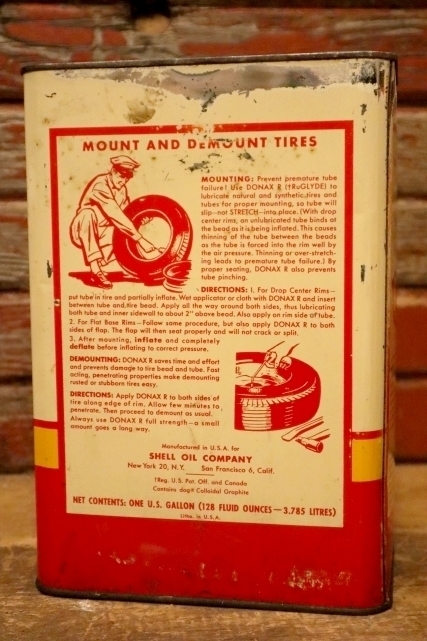 MOUNT AND DEMOUNT TIRES
MOUNTING: Prevent premature tube
failure! Use DONAX R (†RuGLYDE) to
lubricate natural and synthetic tires and
tubes for proper mounting, so tube will
slip—not STRETCH—into place. (With drop
center rims, an unlubricated tube binds at
the bead as it is being inflated. This causes
thinning of the tube between the beads
as the tube is forced into the rim well by
the air pressure. Thinning or over-stretch-
ing leads to premature tube failure.) By
proper seating, DONAX R also prevents
tube pinching.
DIRECTIONS: 1. For Drop Center Rims—
put tube in tire and partially inflate. Wet applicator or cloth with DONAX R and insert
between tube and tire bead. Apply all the way around both sides, thus lubricating
both tube and inner sidewall to about 2" above bead. Also apply on rim side of tube.
2. For Flat Base Rims—Follow same procedure, but also apply DONAX R to both
sides of flap. The flap will then seat properly and will not crack or split.
3. After mounting, inflate and completely
deflate before inflating to correct pressure.
DEMOUNTING: DONAX R saves time and effort
and prevents damage to tire bead and tube. Fast
acting, penetrating properties make demounting
rusted or stubborn tires easy.
DIRECTIONS: Apply DONAX R to both sides of
tire along edge of rim. Allow few minutes to
penetrate. Then proceed to demount as usual.
Always use DONAX R full strength—a small
amount goes a long way.
Manufactured in U.S.A. for
SHELL OIL COMPANY
New York 20, N.Y. San Francisco 6, Calif.
†Reg. U.S. Pat. Off. and Canada
Contains dag® Colloidal Graphite
NET CONTENTS: ONE U.S. GALLON (128 FLUID OUNCES—3.785 LITRES)
Litho. in U.S.A.